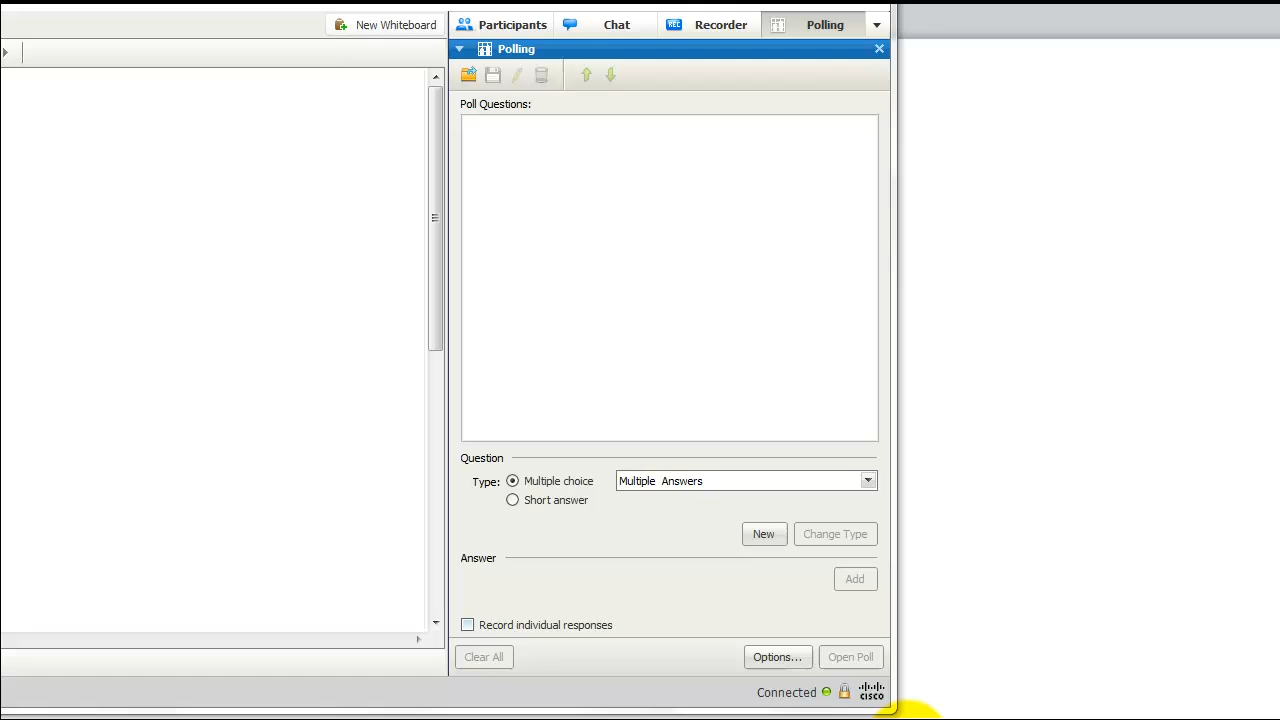 New Whiteboard
Participants
Chat
REC
Recorder
Polling
Polling
Poll Questions:
Question
Type:
Multiple choice
Multiple Answers
Short answer
New
Change Type
Answer
Add
Record individual responses
Clear All
Options...
Open Poll
Connected
cisco